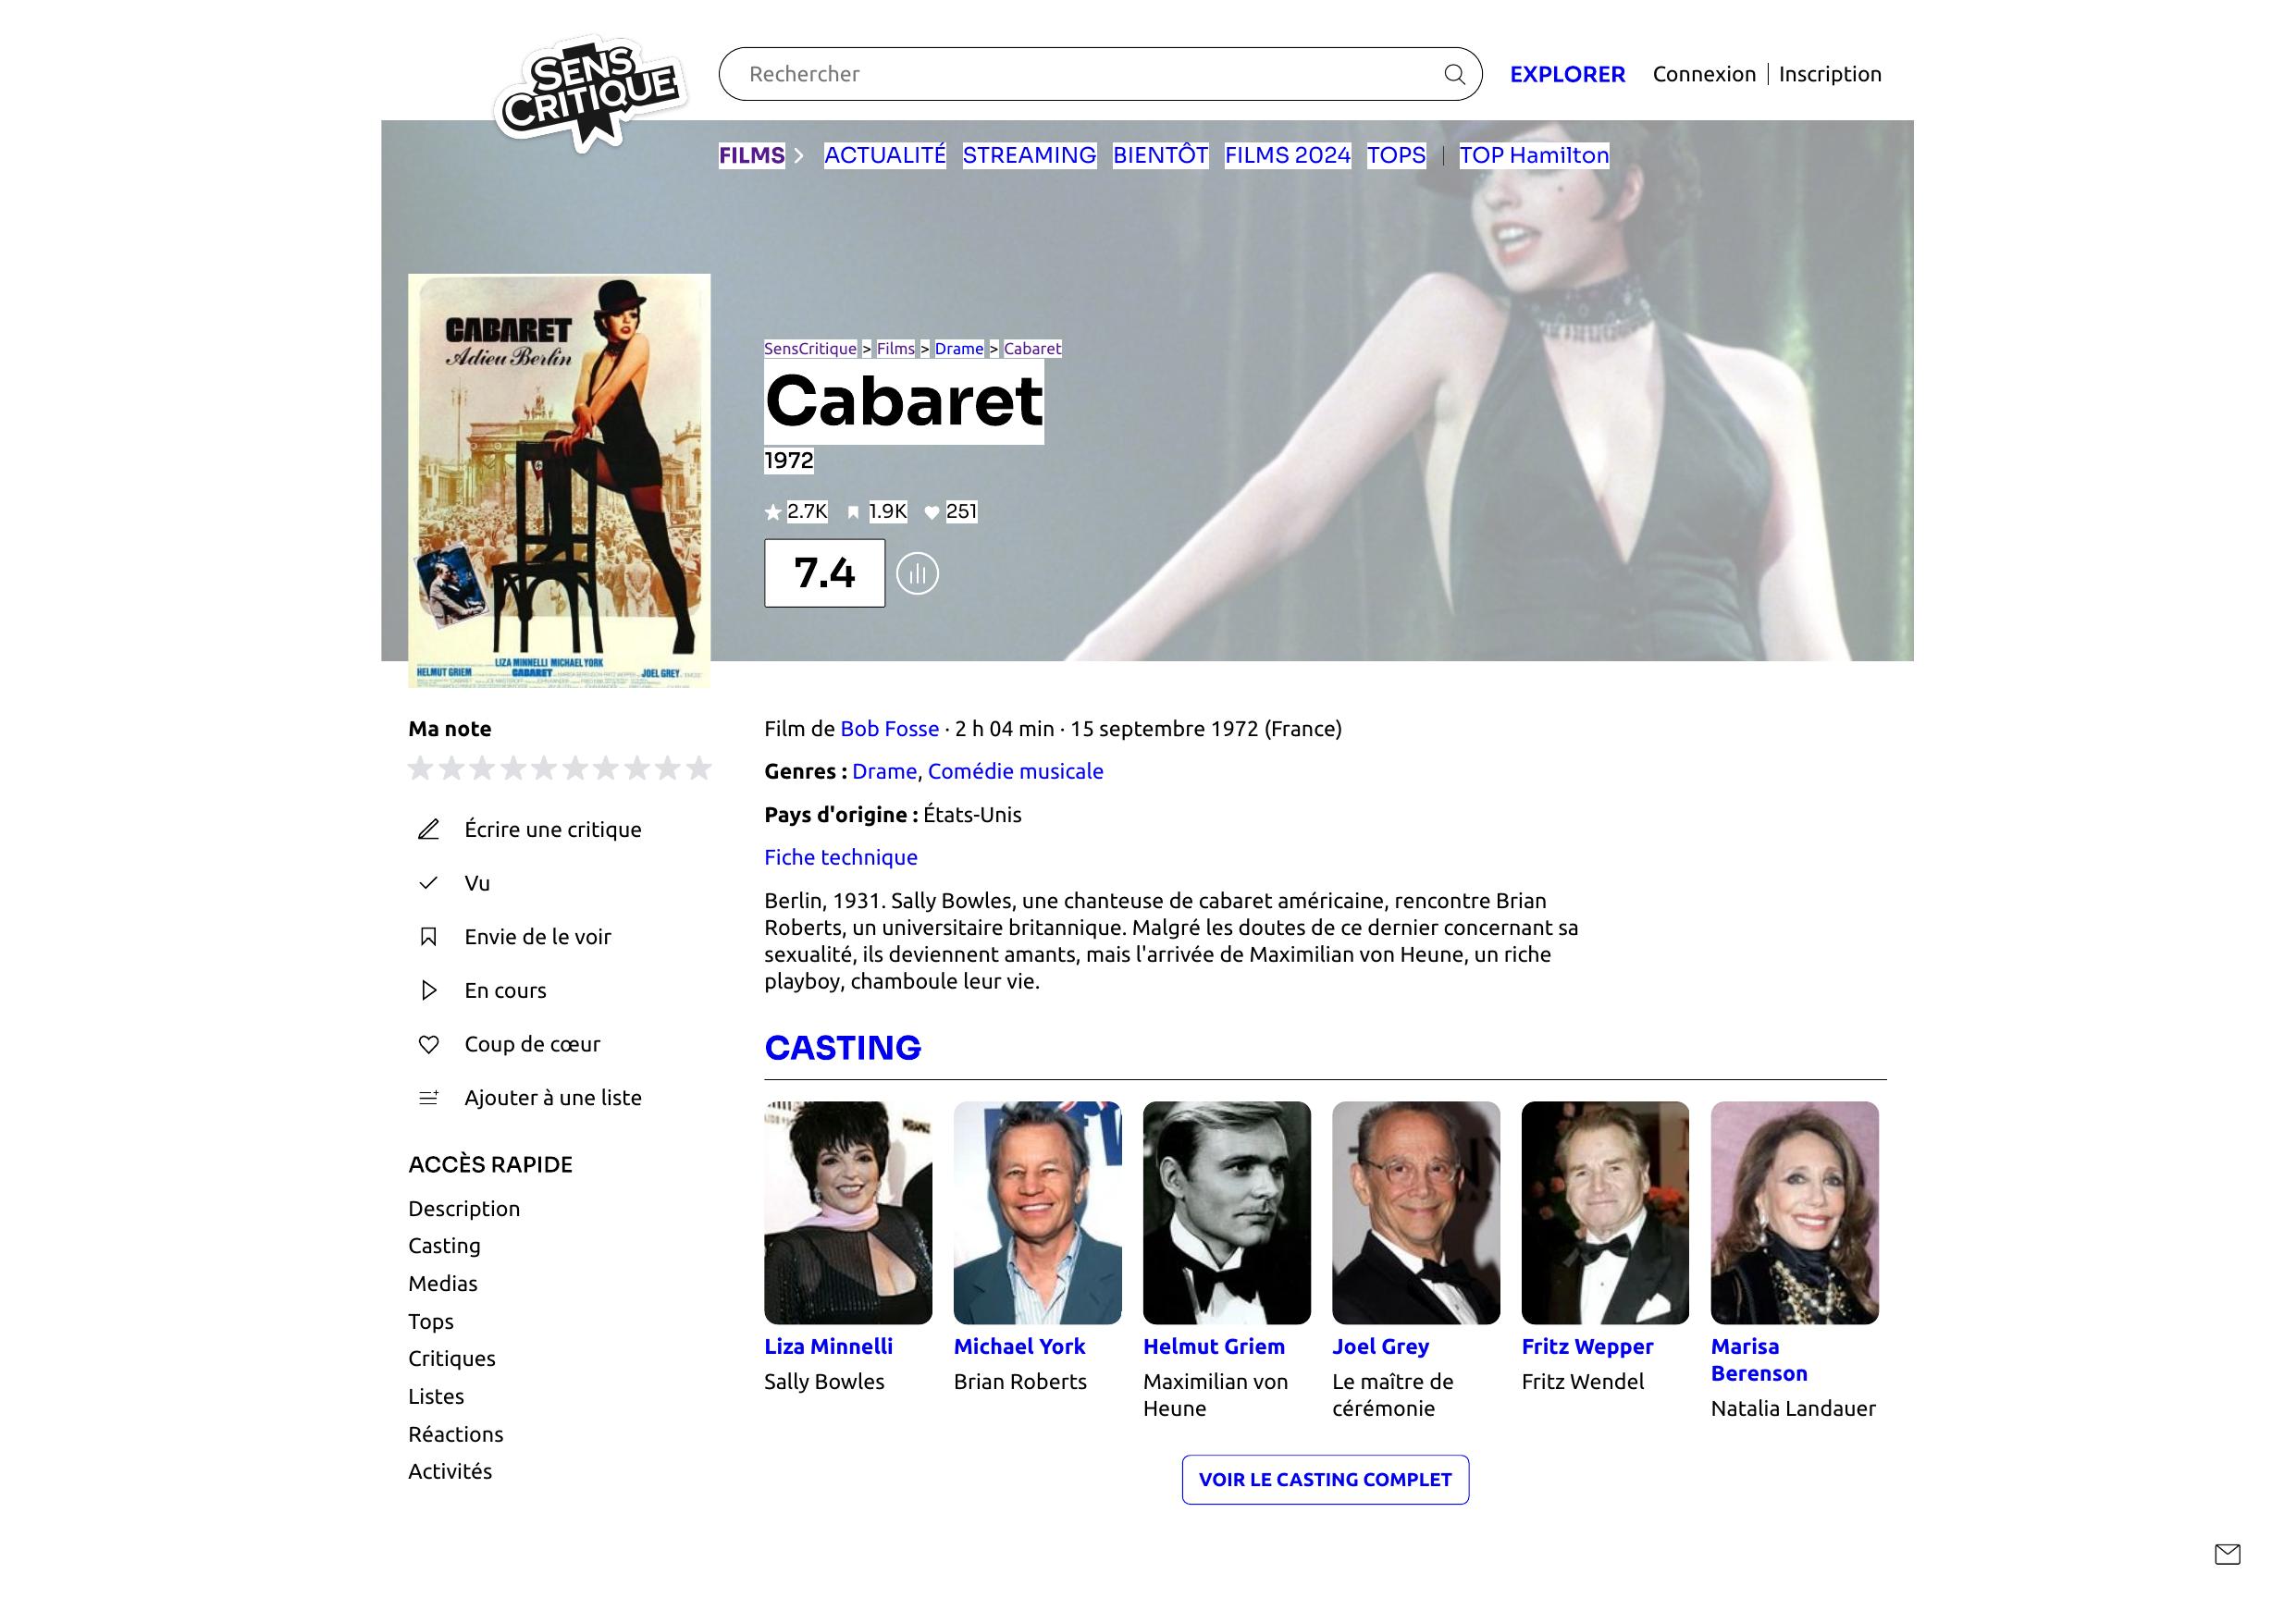 SENS
CRITIQUE
Rechercher
EXPLORER
Connexion | Inscription
FILMS ACTUALITÉ STREAMING BIENTÔT FILMS 2024 TOPS | TOP Hamilton
CABARET
Adieu Berlin
LIZA MINNELLI MICHAEL YORK
HELMUT GRIEM CABARET JOEL GREY
SensCritique > Films > Drame > Cabaret
Cabaret
1972
2.7K 1.9K 251
7.4
Ma note
Écrire une critique
Vu
Envie de le voir
En cours
Coup de cœur
Ajouter à une liste
ACCÈS RAPIDE
Description
Casting
Medias
Tops
Critiques
Listes
Réactions
Activités
Film de Bob Fosse · 2 h 04 min · 15 septembre 1972 (France)
Genres : Drame, Comédie musicale
Pays d'origine : États-Unis
Fiche technique
Berlin, 1931. Sally Bowles, une chanteuse de cabaret américaine, rencontre Brian
Roberts, un universitaire britannique. Malgré les doutes de ce dernier concernant sa
sexualité, ils deviennent amants, mais l'arrivée de Maximilian von Heune, un riche
playboy, chamboule leur vie.
CASTING
Liza Minnelli
Sally Bowles
Michael York
Brian Roberts
Helmut Griem
Maximilian von
Heune
Joel Grey
Le maître de
cérémonie
Fritz Wepper
Fritz Wendel
Marisa
Berenson
Natalia Landauer
VOIR LE CASTING COMPLET